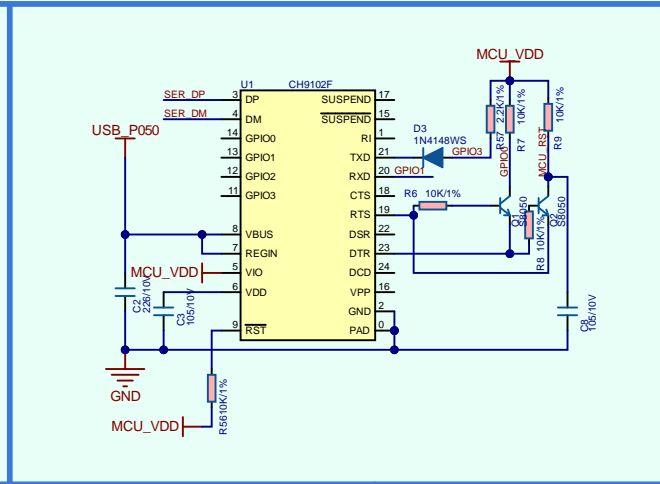 MCU_VDD
U1 CH9102F
SER_DP
3 DP
SUSPEND 17
SER_DM
4 DM
SUSPEND 15
USB_P050
14 GPIO0
RI 1
D3
1N4148WS
13 GPIO1
TXD 21
GPIO3
12 GPIO2
RXD 20
GPIO1
11 GPIO3
CTS 18
R57 2.2K/1%
R7 10K/1%
R9 10K/1%
GPIO0
MCU_RST
R6 10K/1%
RTS 19
Q1 S8050
Q2 S8050
8 VBUS
DSR 22
7 REGIN
DTR 23
R8 10K/1%
MCU_VDD
5 VIO
DCD 24
6 VDD
VPP 16
C2 226/10V
C3 105/10V
GND 2
9 RST
PAD 0
C8 105/10V
GND
R56 10K/1%
MCU_VDD